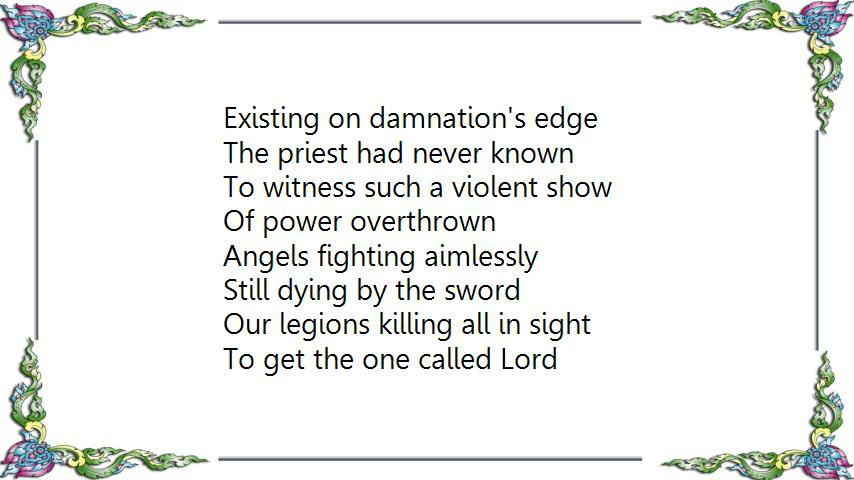 Existing on damnation's edge
The priest had never known
To witness such a violent show
Of power overthrown
Angels fighting aimlessly
Still dying by the sword
Our legions killing all in sight
To get the one called Lord